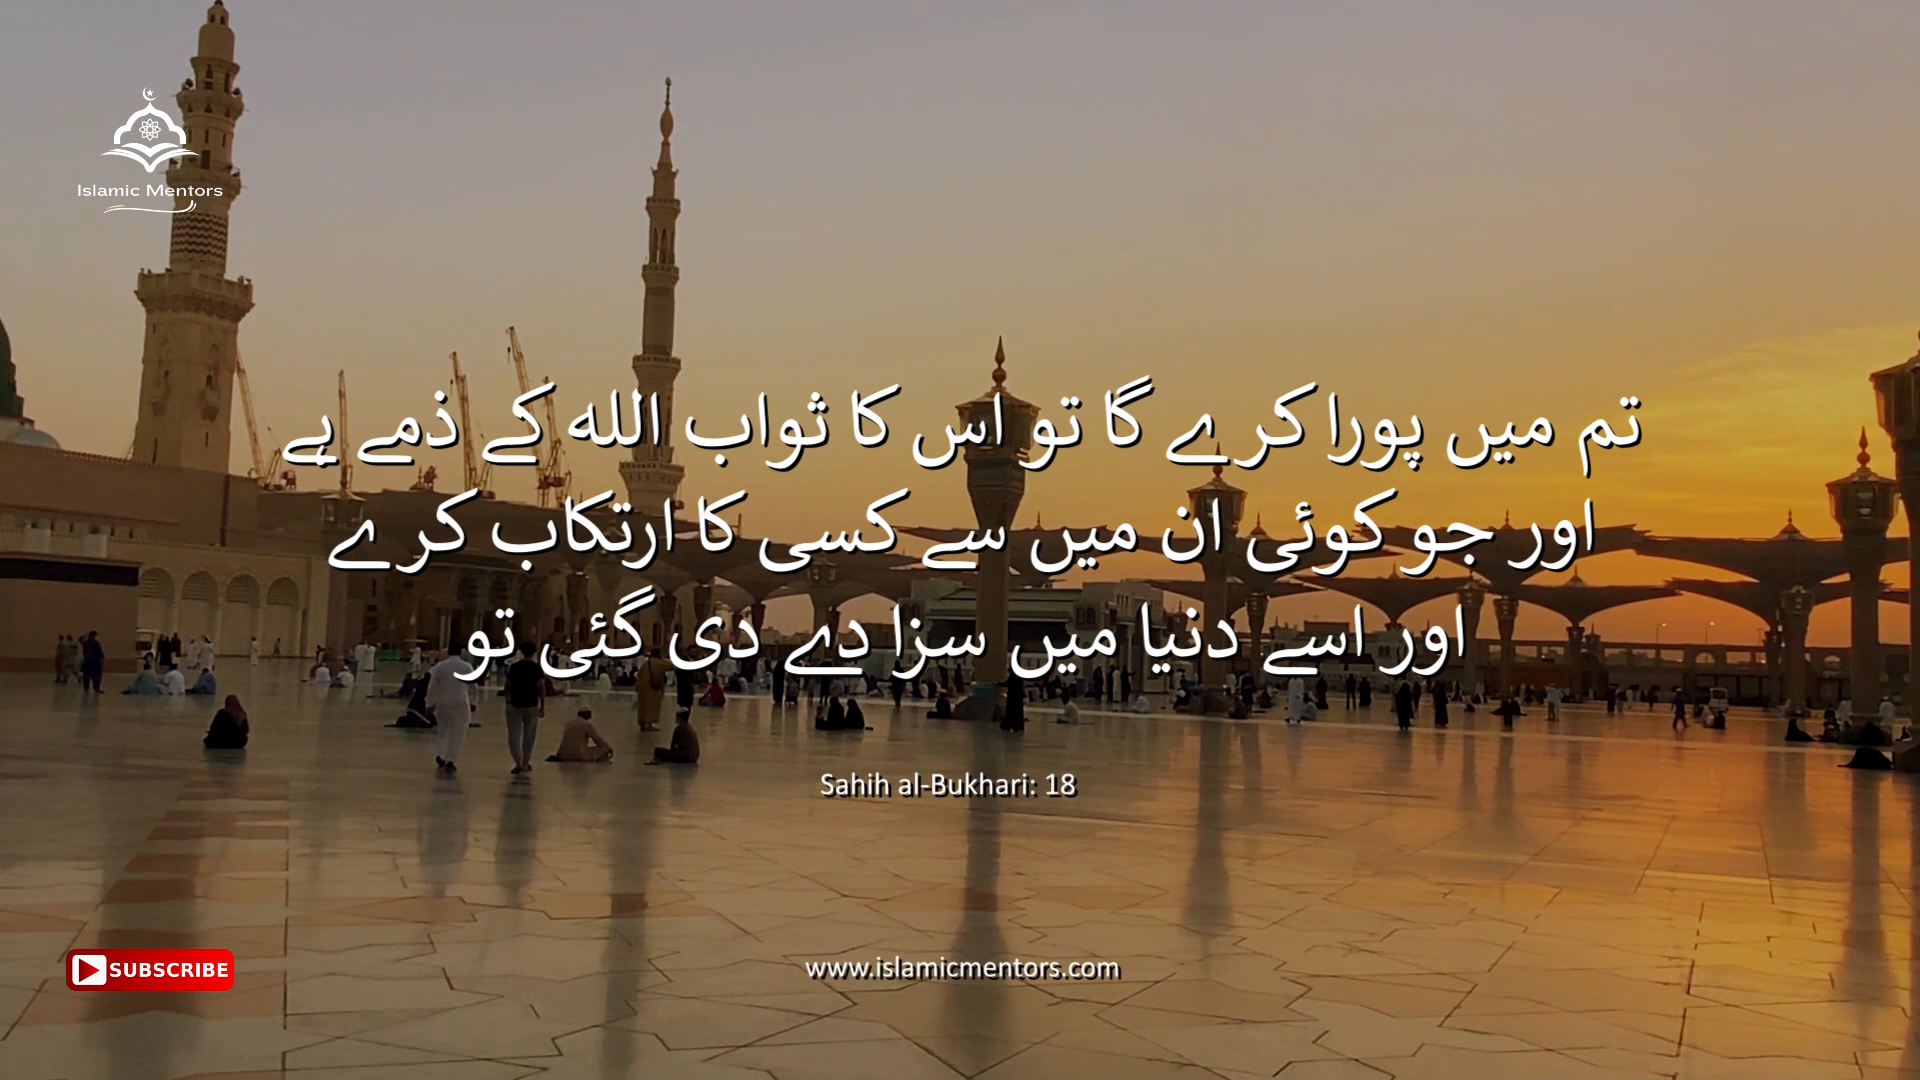 Islamic Mentors
تم میں پورا کرے گا تو اس کا ثواب الله کے ذمے ہے
اور جو کوئی ان میں سے کسی کا ارتکاب کرے
اور اسے دنیا میں سزا دے دی گئی تو
Sahih al-Bukhari: 18
SUBSCRIBE
www.islamicmentors.com